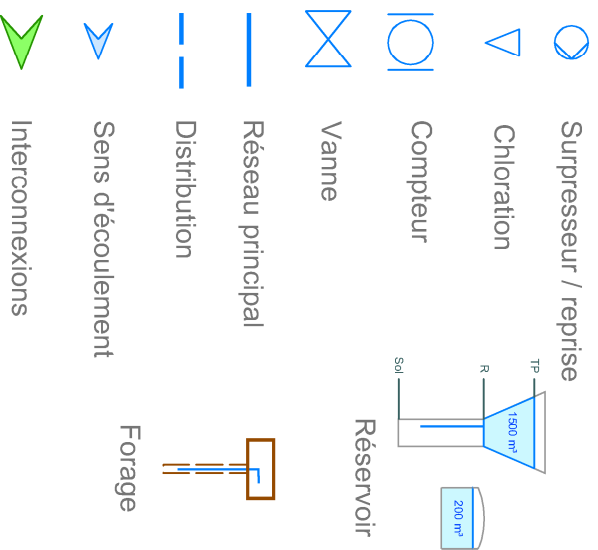 Surpresseur / reprise
Chloration
Compteur
Vanne
Réseau principal
Distribution
Sens d'écoulement
Interconnexions
TP
R
Sol
1500 m³
200 m³
Réservoir
Forage